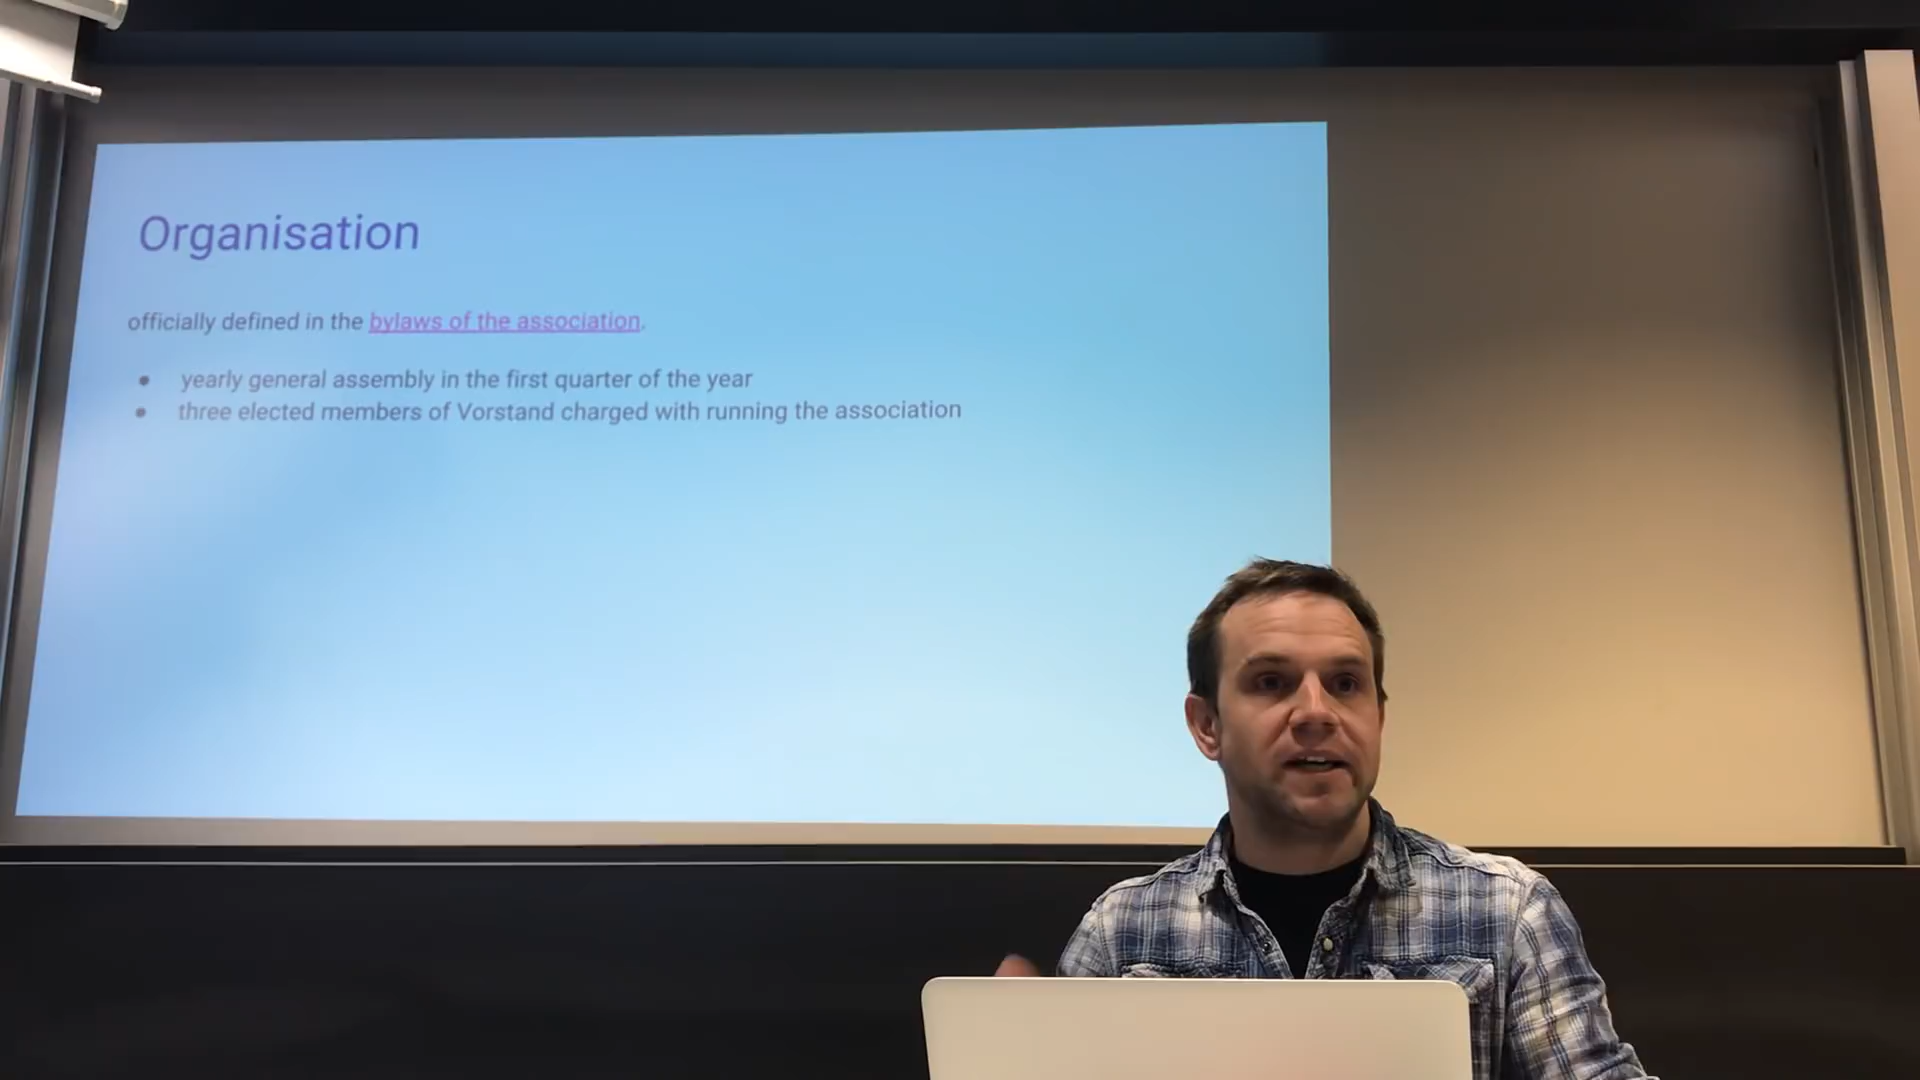 Organisation
officially defined in the bylaws of the association.
● yearly general assembly in the first quarter of the year
● three elected members of Vorstand charged with running the association